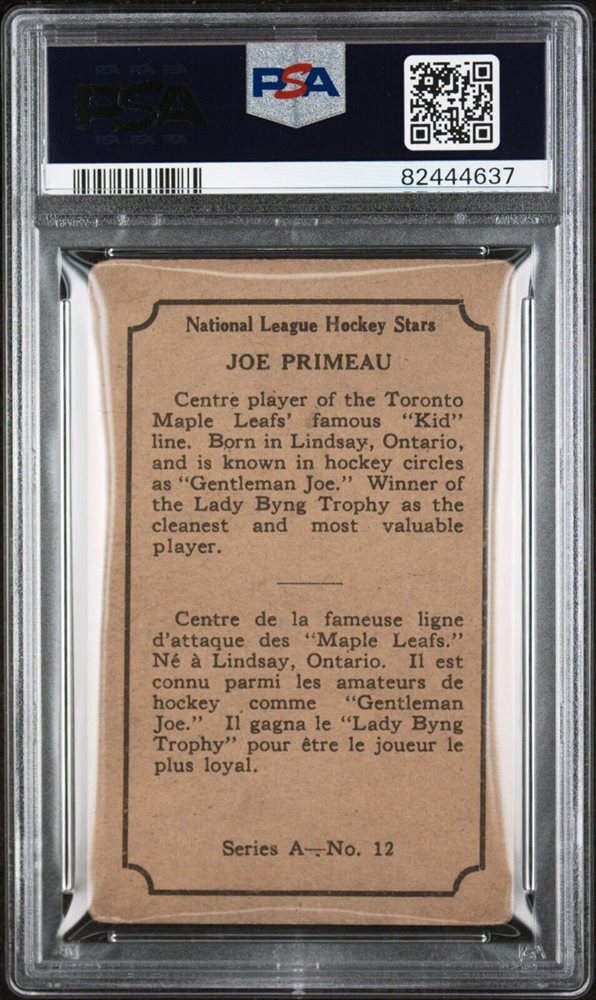 PSA
PSA
82444637
National League Hockey Stars
JOE PRIMEAU
Centre player of the Toronto
Maple Leafs' famous "Kid"
line. Born in Lindsay, Ontario,
and is known in hockey circles
as "Gentleman Joe." Winner of
the Lady Byng Trophy as the
cleanest and most valuable
player.
Centre de la fameuse ligne
d'attaque des "Maple Leafs."
Né à Lindsay, Ontario. Il est
connu parmi les amateurs de
hockey comme "Gentleman
Joe." Il gagna le "Lady Byng
Trophy" pour être le joueur le
plus loyal.
Series A—No. 12